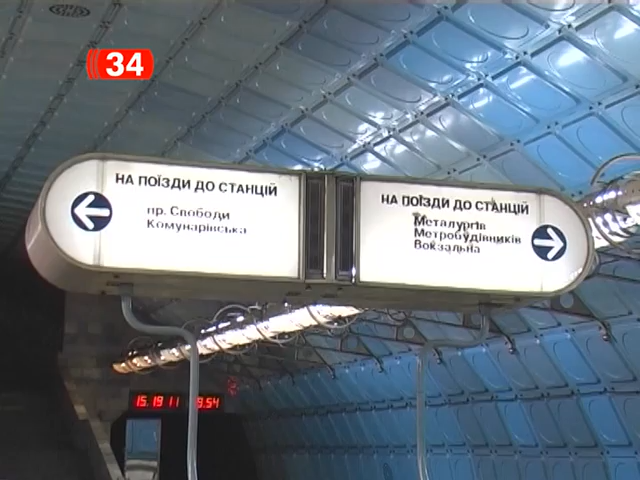 34
НА ПОЇЗДИ ДО СТАНЦІЙ
пр. Свободи
Комунарівська
НА ПОЇЗДИ ДО СТАНЦІЙ
Металургів
Метробудівників
Вокзальна
15.19 11